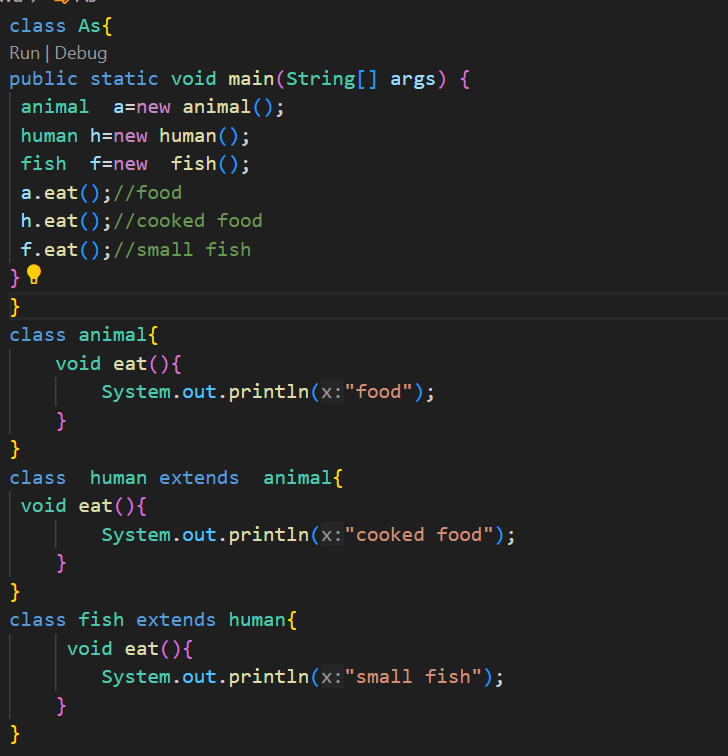 class As{
Run | Debug
public static void main(String[] args) {
animal  a=new animal();
human h=new human();
fish  f=new  fish();
a.eat();//food
h.eat();//cooked food
f.eat();//small fish
}
}
class animal{
void eat(){
System.out.println(x:"food");
}
}
class  human extends  animal{
void eat(){
System.out.println(x:"cooked food");
}
}
class fish extends human{
void eat(){
System.out.println(x:"small fish");
}
}